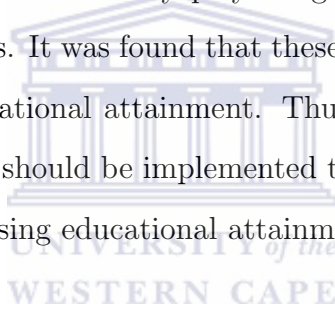 s. It was found that these
ational attainment. Thu
should be implemented t
sing educational attainm
UNIVERSITY of the
WESTERN CAPE